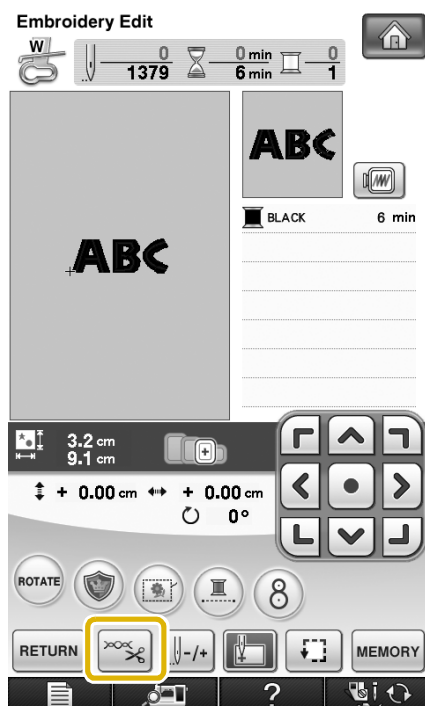 Embroidery Edit
W
0
1379
0 min
6 min
0
1
ABC
ABC
BLACK 6 min
3.2 cm
9.1 cm
+ 0.00 cm + 0.00 cm
0°
ROTATE
8
RETURN -/+ MEMORY
? i